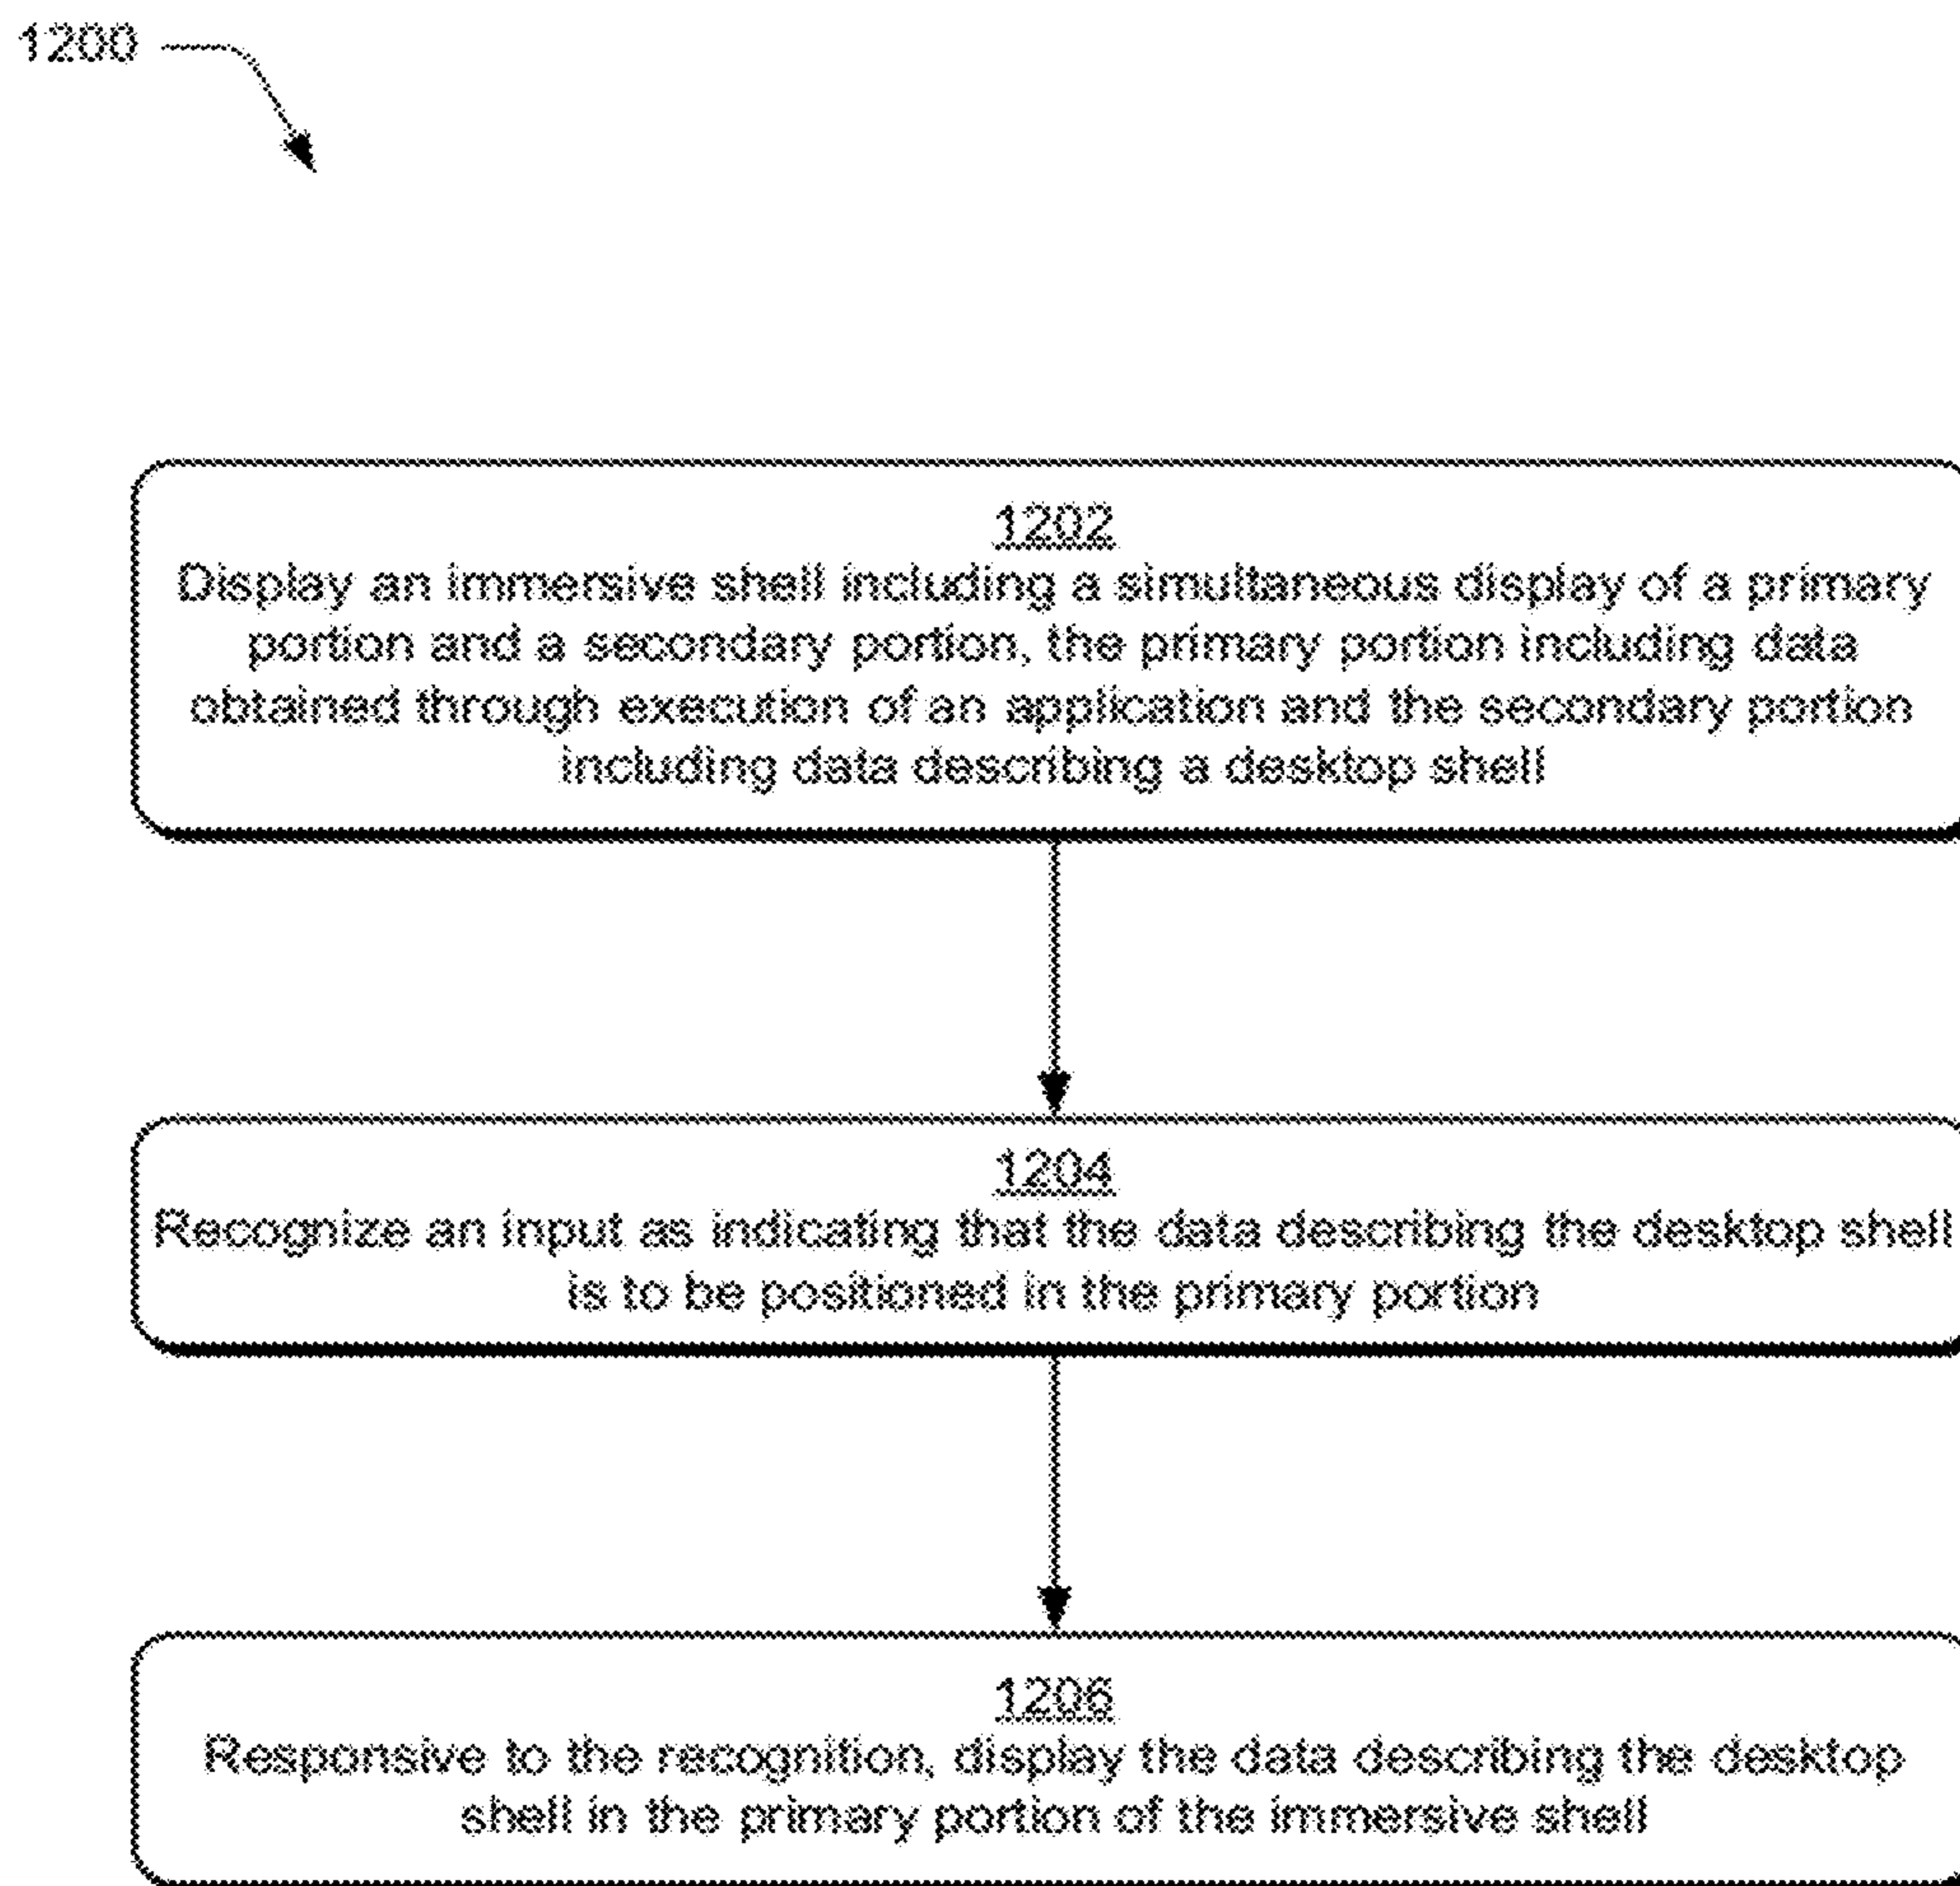 1200
1202
Display an immersive shell including a simultaneous display of a primary
portion and a secondary portion, the primary portion including data
obtained through execution of an application and the secondary portion
including data describing a desktop shell
1204
Recognize an input as indicating that the data describing the desktop shell
is to be positioned in the primary portion
1206
Responsive to the recognition, display the data describing the desktop
shell in the primary portion of the immersive shell